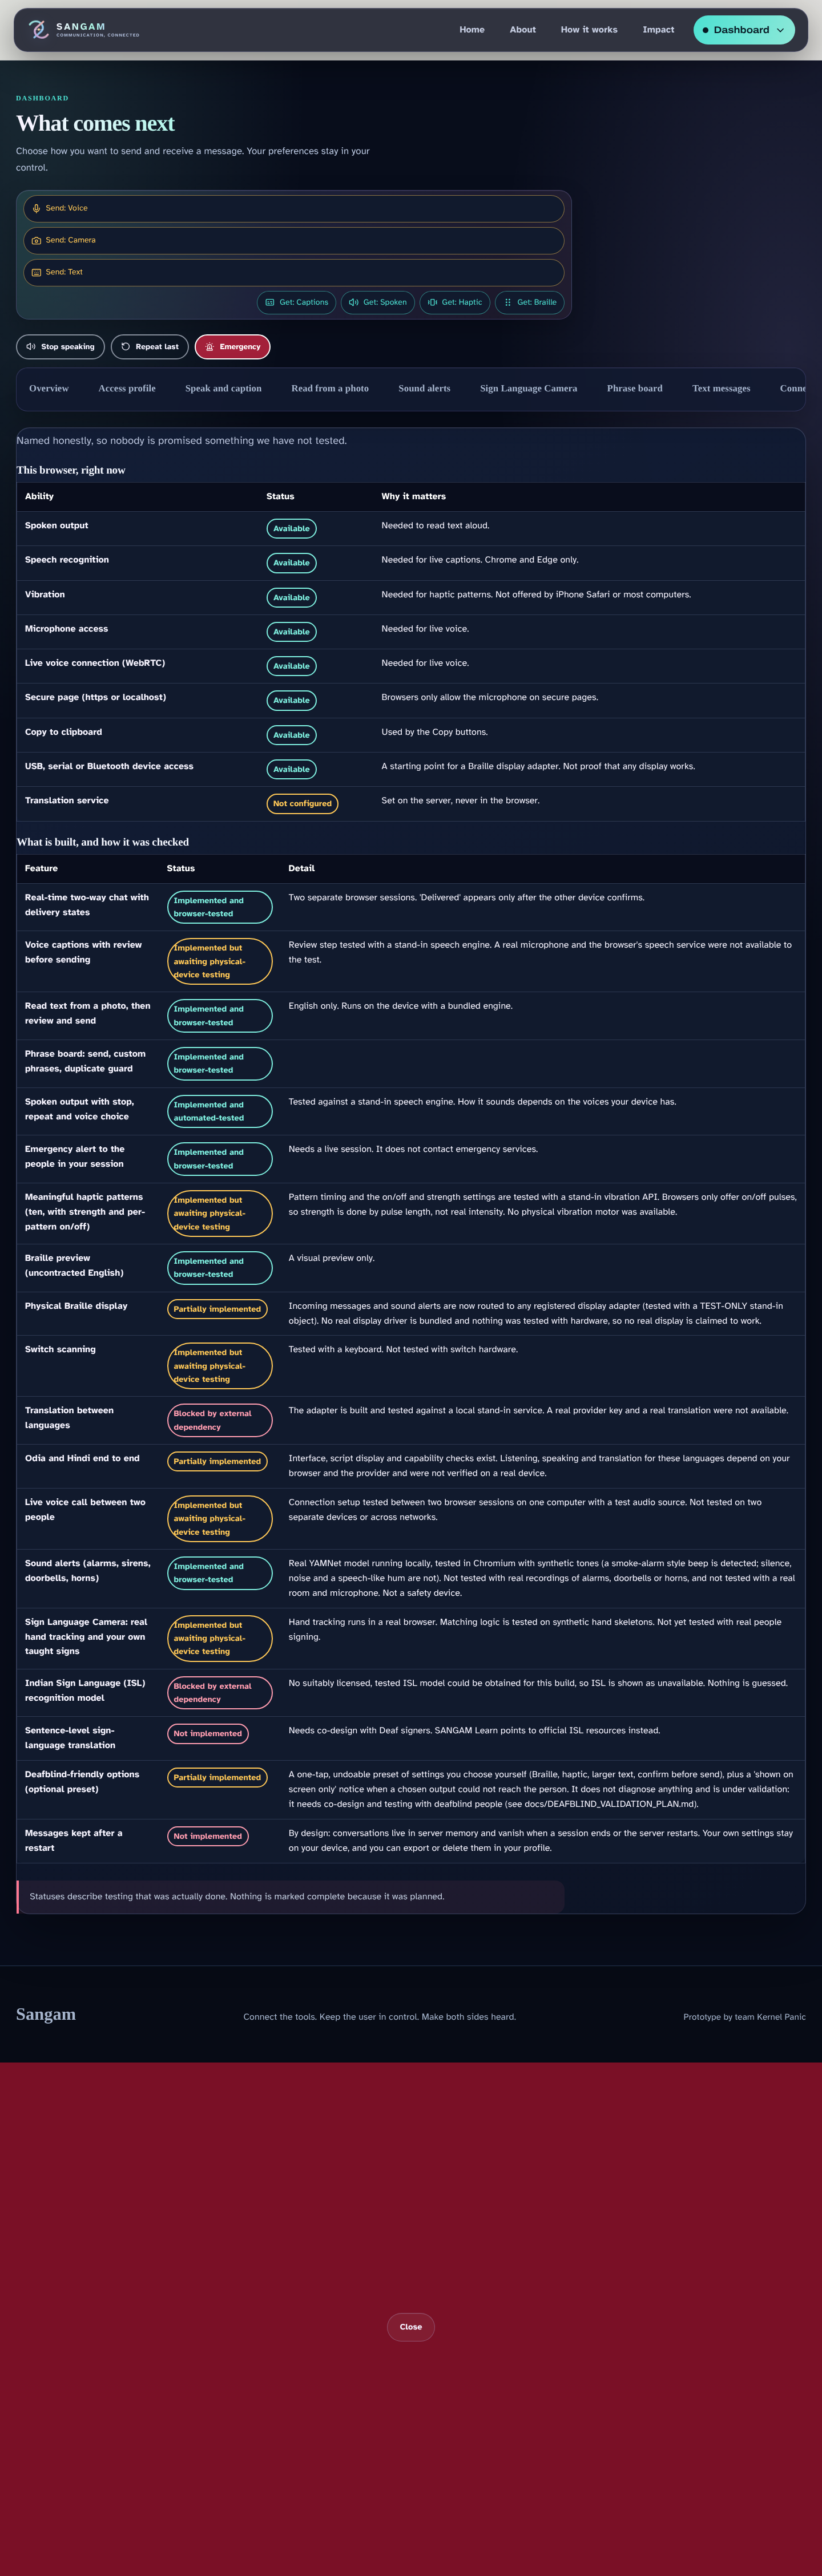 SANGAM
COMMUNICATION, CONNECTED
Home
About
How it works
Impact
Dashboard
DASHBOARD
What comes next
Choose how you want to send and receive a message. Your preferences stay in your
control.
Send: Voice
Send: Camera
Send: Text
Get: Captions
Get: Spoken
Get: Haptic
Get: Braille
Stop speaking
Repeat last
Emergency
Overview
Access profile
Speak and caption
Read from a photo
Sound alerts
Sign Language Camera
Phrase board
Text messages
Conne
Named honestly, so nobody is promised something we have not tested.
This browser, right now
Ability
Status
Why it matters
Spoken output
Available
Needed to read text aloud.
Speech recognition
Available
Needed for live captions. Chrome and Edge only.
Vibration
Available
Needed for haptic patterns. Not offered by iPhone Safari or most computers.
Microphone access
Available
Needed for live voice.
Live voice connection (WebRTC)
Available
Needed for live voice.
Secure page (https or localhost)
Available
Browsers only allow the microphone on secure pages.
Copy to clipboard
Available
Used by the Copy buttons.
USB, serial or Bluetooth device access
Available
A starting point for a Braille display adapter. Not proof that any display works.
Translation service
Not configured
Set on the server, never in the browser.
What is built, and how it was checked
Feature
Status
Detail
Real-time two-way chat with
delivery states
Implemented and
browser-tested
Two separate browser sessions. 'Delivered' appears only after the other device confirms.
Voice captions with review
before sending
Implemented but
awaiting physical-
device testing
Review step tested with a stand-in speech engine. A real microphone and the browser's speech service were not available to
the test.
Read text from a photo, then
review and send
Implemented and
browser-tested
English only. Runs on the device with a bundled engine.
Phrase board: send, custom
phrases, duplicate guard
Implemented and
browser-tested
Spoken output with stop,
repeat and voice choice
Implemented and
automated-tested
Tested against a stand-in speech engine. How it sounds depends on the voices your device has.
Emergency alert to the
people in your session
Implemented and
browser-tested
Needs a live session. It does not contact emergency services.
Meaningful haptic patterns
(ten, with strength and per-
pattern on/off)
Implemented but
awaiting physical-
device testing
Pattern timing and the on/off and strength settings are tested with a stand-in vibration API. Browsers only offer on/off pulses,
so strength is done by pulse length, not real intensity. No physical vibration motor was available.
Braille preview
(uncontracted English)
Implemented and
browser-tested
A visual preview only.
Physical Braille display
Partially implemented
Incoming messages and sound alerts are now routed to any registered display adapter (tested with a TEST-ONLY stand-in
object). No real display driver is bundled and nothing was tested with hardware, so no real display is claimed to work.
Switch scanning
Implemented but
awaiting physical-
device testing
Tested with a keyboard. Not tested with switch hardware.
Translation between
languages
Blocked by external
dependency
The adapter is built and tested against a local stand-in service. A real provider key and a real translation were not available.
Odia and Hindi end to end
Partially implemented
Interface, script display and capability checks exist. Listening, speaking and translation for these languages depend on your
browser and the provider and were not verified on a real device.
Live voice call between two
people
Implemented but
awaiting physical-
device testing
Connection setup tested between two browser sessions on one computer with a test audio source. Not tested on two
separate devices or across networks.
Sound alerts (alarms, sirens,
doorbells, horns)
Implemented and
browser-tested
Real YAMNet model running locally, tested in Chromium with synthetic tones (a smoke-alarm style beep is detected; silence,
noise and a speech-like hum are not). Not tested with real recordings of alarms, doorbells or horns, and not tested with a real
room and microphone. Not a safety device.
Sign Language Camera: real
hand tracking and your own
taught signs
Implemented but
awaiting physical-
device testing
Hand tracking runs in a real browser. Matching logic is tested on synthetic hand skeletons. Not yet tested with real people
signing.
Indian Sign Language (ISL)
recognition model
Blocked by external
dependency
No suitably licensed, tested ISL model could be obtained for this build, so ISL is shown as unavailable. Nothing is guessed.
Sentence-level sign-
language translation
Not implemented
Needs co-design with Deaf signers. SANGAM Learn points to official ISL resources instead.
Deafblind-friendly options
(optional preset)
Partially implemented
A one-tap, undoable preset of settings you choose yourself (Braille, haptic, larger text, confirm before send), plus a 'shown on
screen only' notice when a chosen output could not reach the person. It does not diagnose anything and is under validation:
it needs co-design and testing with deafblind people (see docs/DEAFBLIND_VALIDATION_PLAN.md).
Messages kept after a
restart
Not implemented
By design: conversations live in server memory and vanish when a session ends or the server restarts. Your own settings stay
on your device, and you can export or delete them in your profile.
Statuses describe testing that was actually done. Nothing is marked complete because it was planned.
Sangam
Connect the tools. Keep the user in control. Make both sides heard.
Prototype by team Kernel Panic
Close